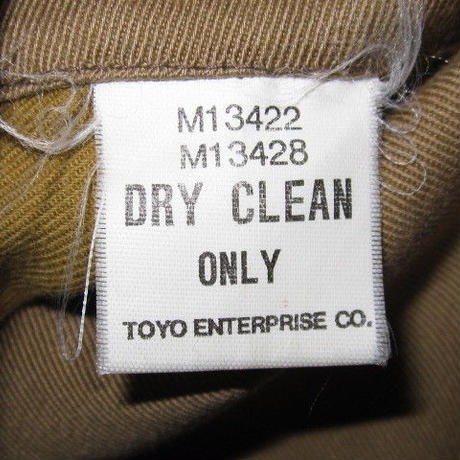 M13422
M13428
DRY CLEAN
ONLY
TOYO ENTERPRISE CO.